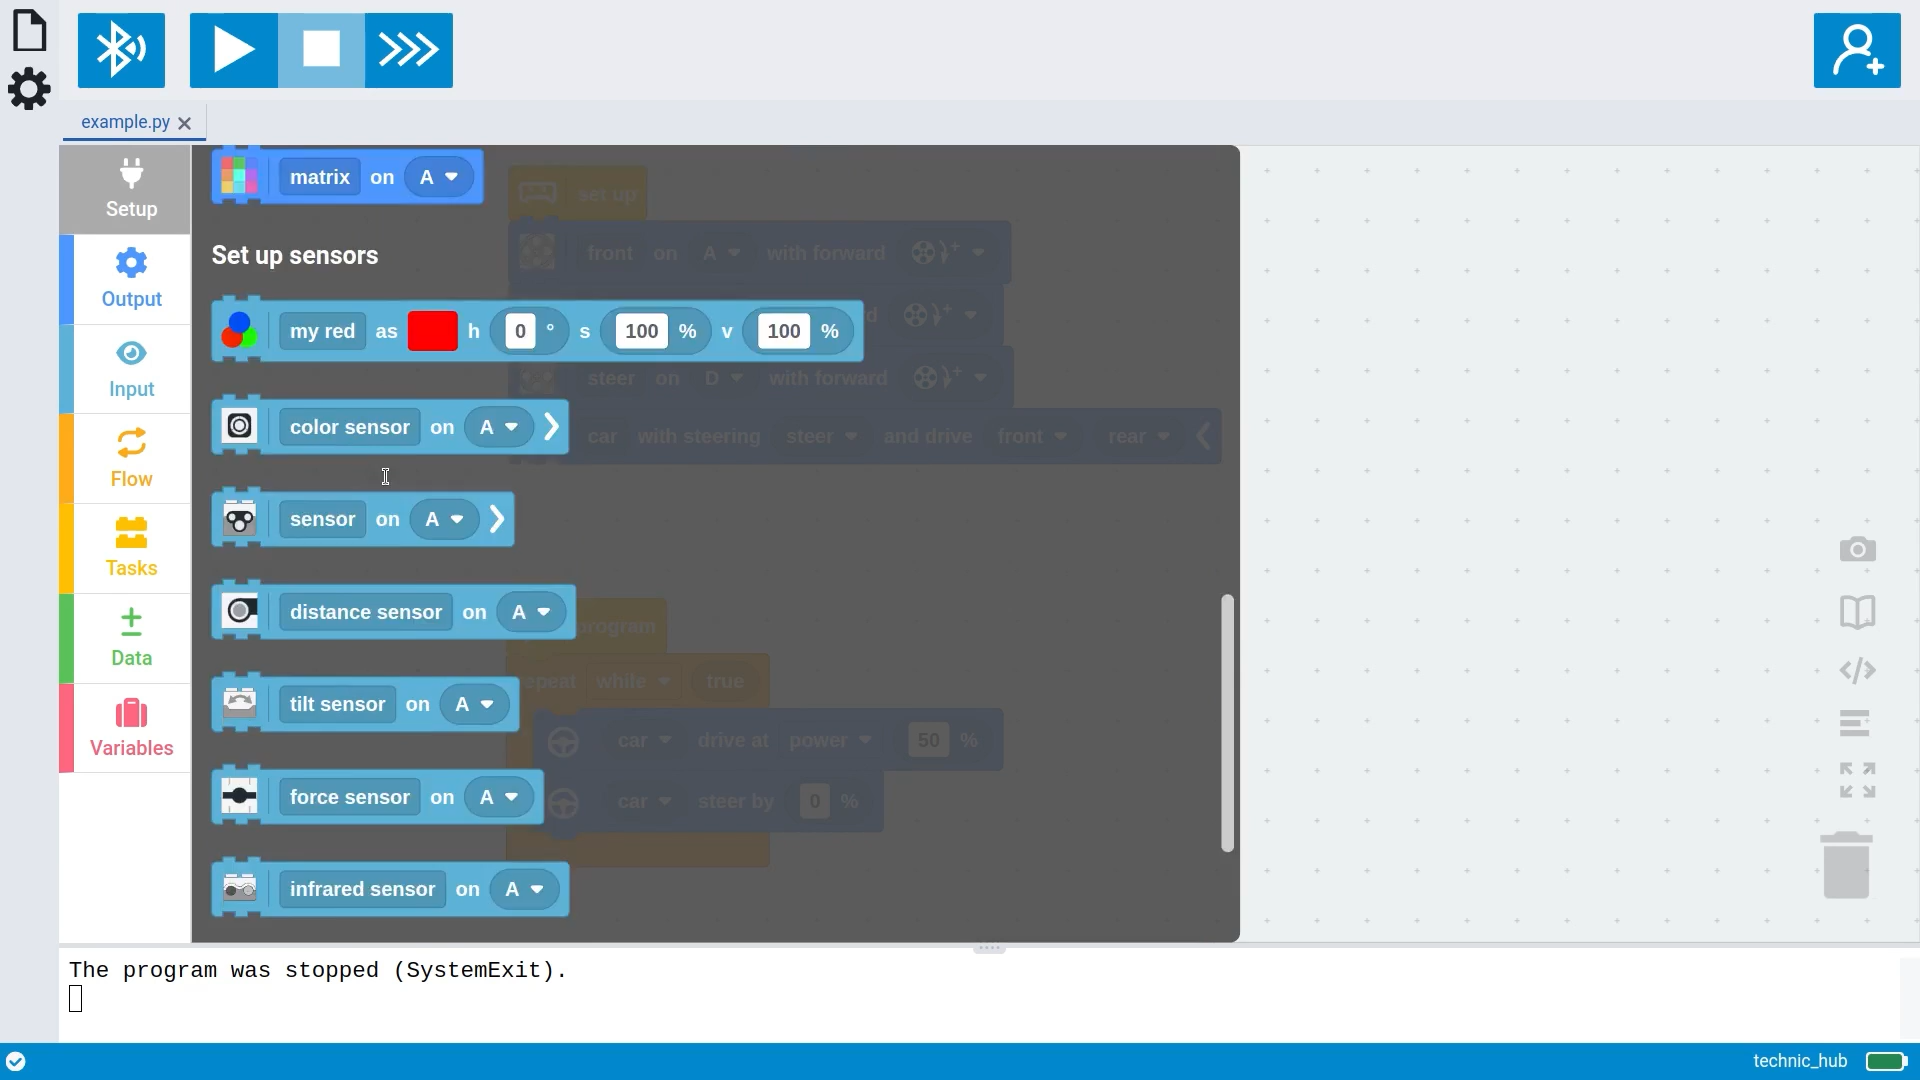 example.py
Setup
Output
Input
Flow
Tasks
Data
Variables
matrix on A
Set up sensors
my red as h 0 ° s 100 % v 100 %
color sensor on A
sensor on A
distance sensor on A
tilt sensor on A
force sensor on A
infrared sensor on A
set up
front on A with forward
d
steer on D with forward
car with steering steer and drive front rear
program
peat while true
car drive at power 50 %
car steer by 0 %
The program was stopped (SystemExit).
technic_hub